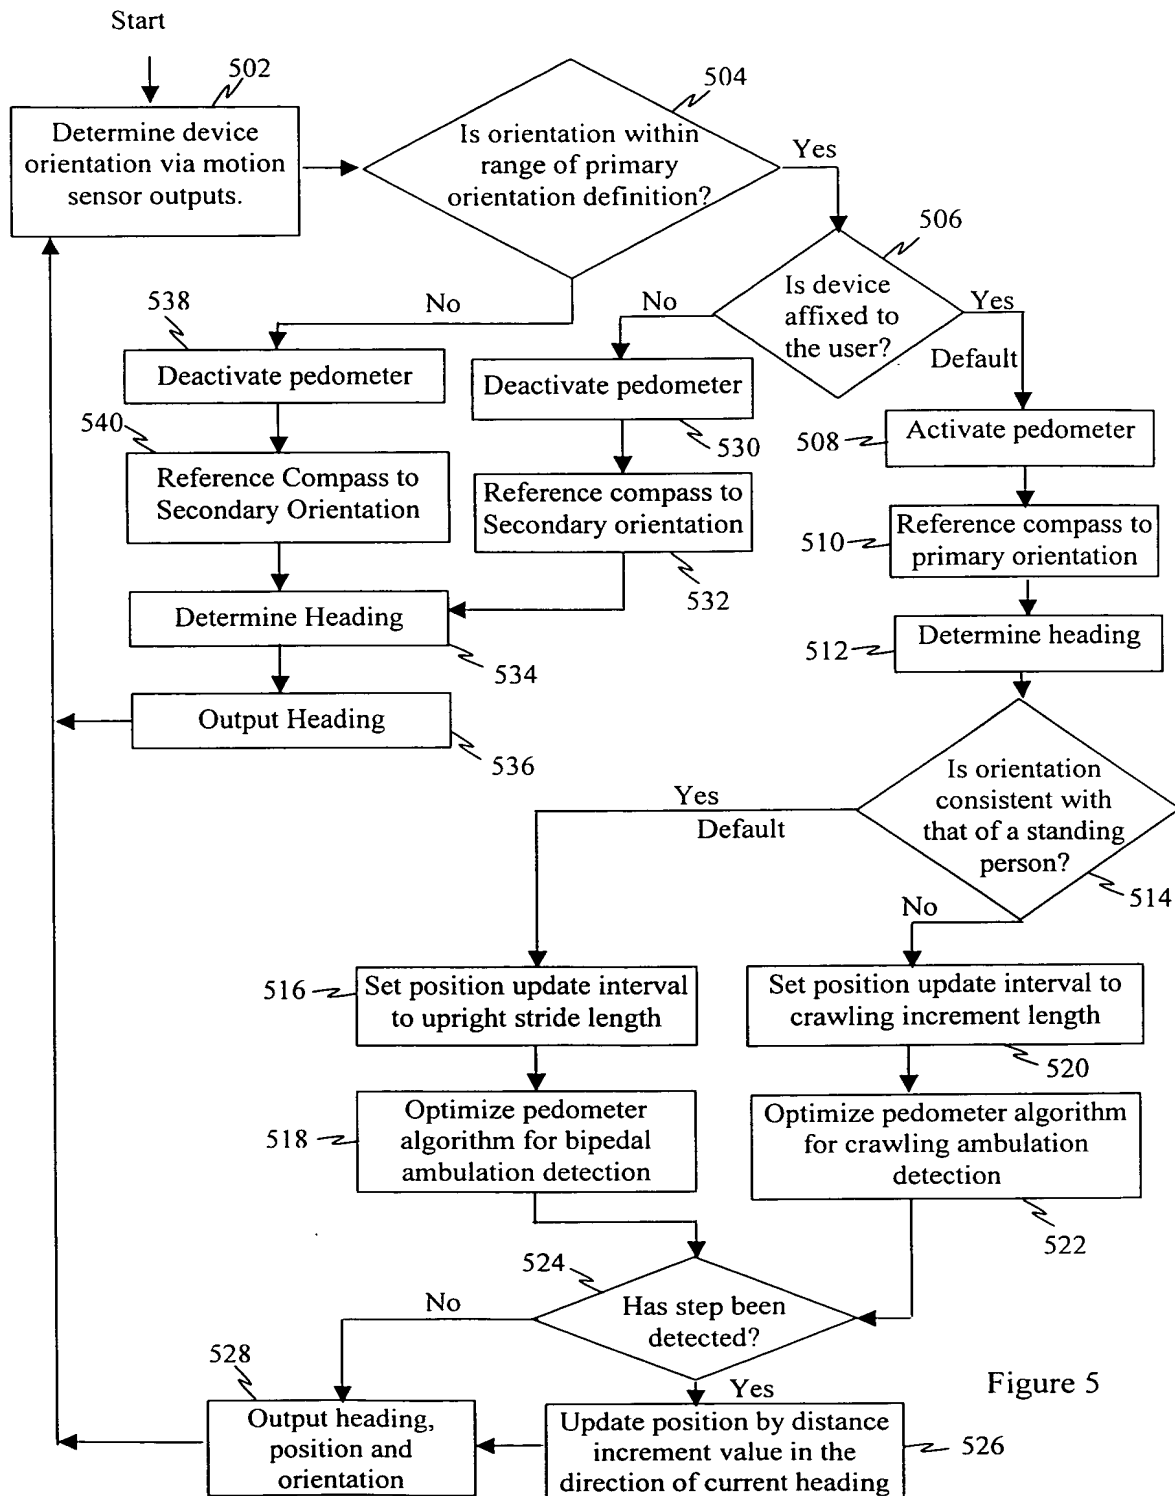 Start
502
Determine device
orientation via motion
sensor outputs.
504
Is orientation within
range of primary
orientation definition?
Yes
506
Is device
affixed to
the user?
No
Yes
Default
No
538
Deactivate pedometer
Deactivate pedometer
530
508
Activate pedometer
540
Reference Compass to
Secondary Orientation
Reference compass to
Secondary orientation
532
510
Reference compass to
primary orientation
Determine Heading
534
512
Determine heading
Output Heading
536
Is orientation
consistent with
that of a standing
person?
514
Yes
Default
No
516
Set position update interval
to upright stride length
Set position update interval to
crawling increment length
520
518
Optimize pedometer
algorithm for bipedal
ambulation detection
Optimize pedometer algorithm
for crawling ambulation
detection
522
524
Has step been
detected?
No
Yes
528
Output heading,
position and
orientation
Update position by distance
increment value in the
direction of current heading
526
Figure 5